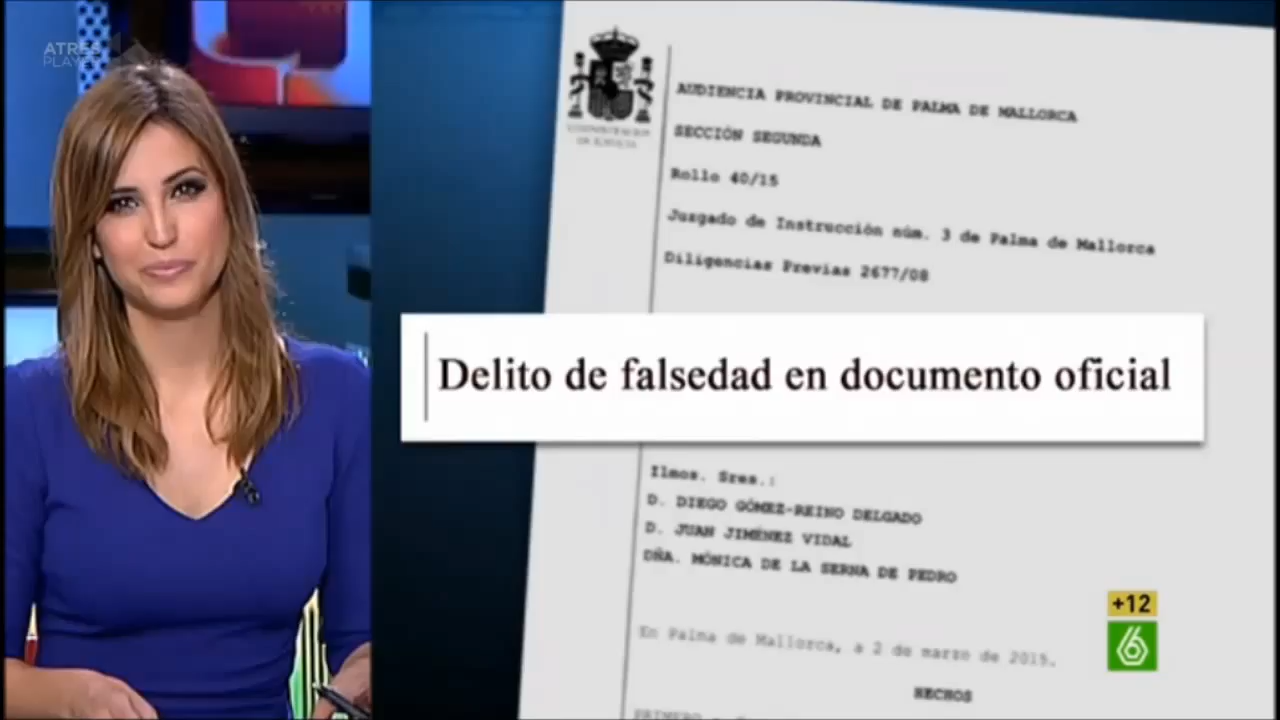 ATRES
PLAYER
AUDIENCIA PROVINCIAL DE PALMA DE MALLORCA
SECCIÓN SEGUNDA
Rollo 40/15
Juzgado de Instrucción núm. 3 de Palma de Mallorca
Diligencias Previas 2677/08
Delito de falsedad en documento oficial
Ilmos. Sres.:
D. DIEGO GÓMEZ-REINO DELGADO
D. JUAN JIMÉNEZ VIDAL
DÑA. MÓNICA DE LA SERNA DE PEDRO
+12
6
En Palma de Mallorca, a 2 de marzo de 2015.
HECHOS